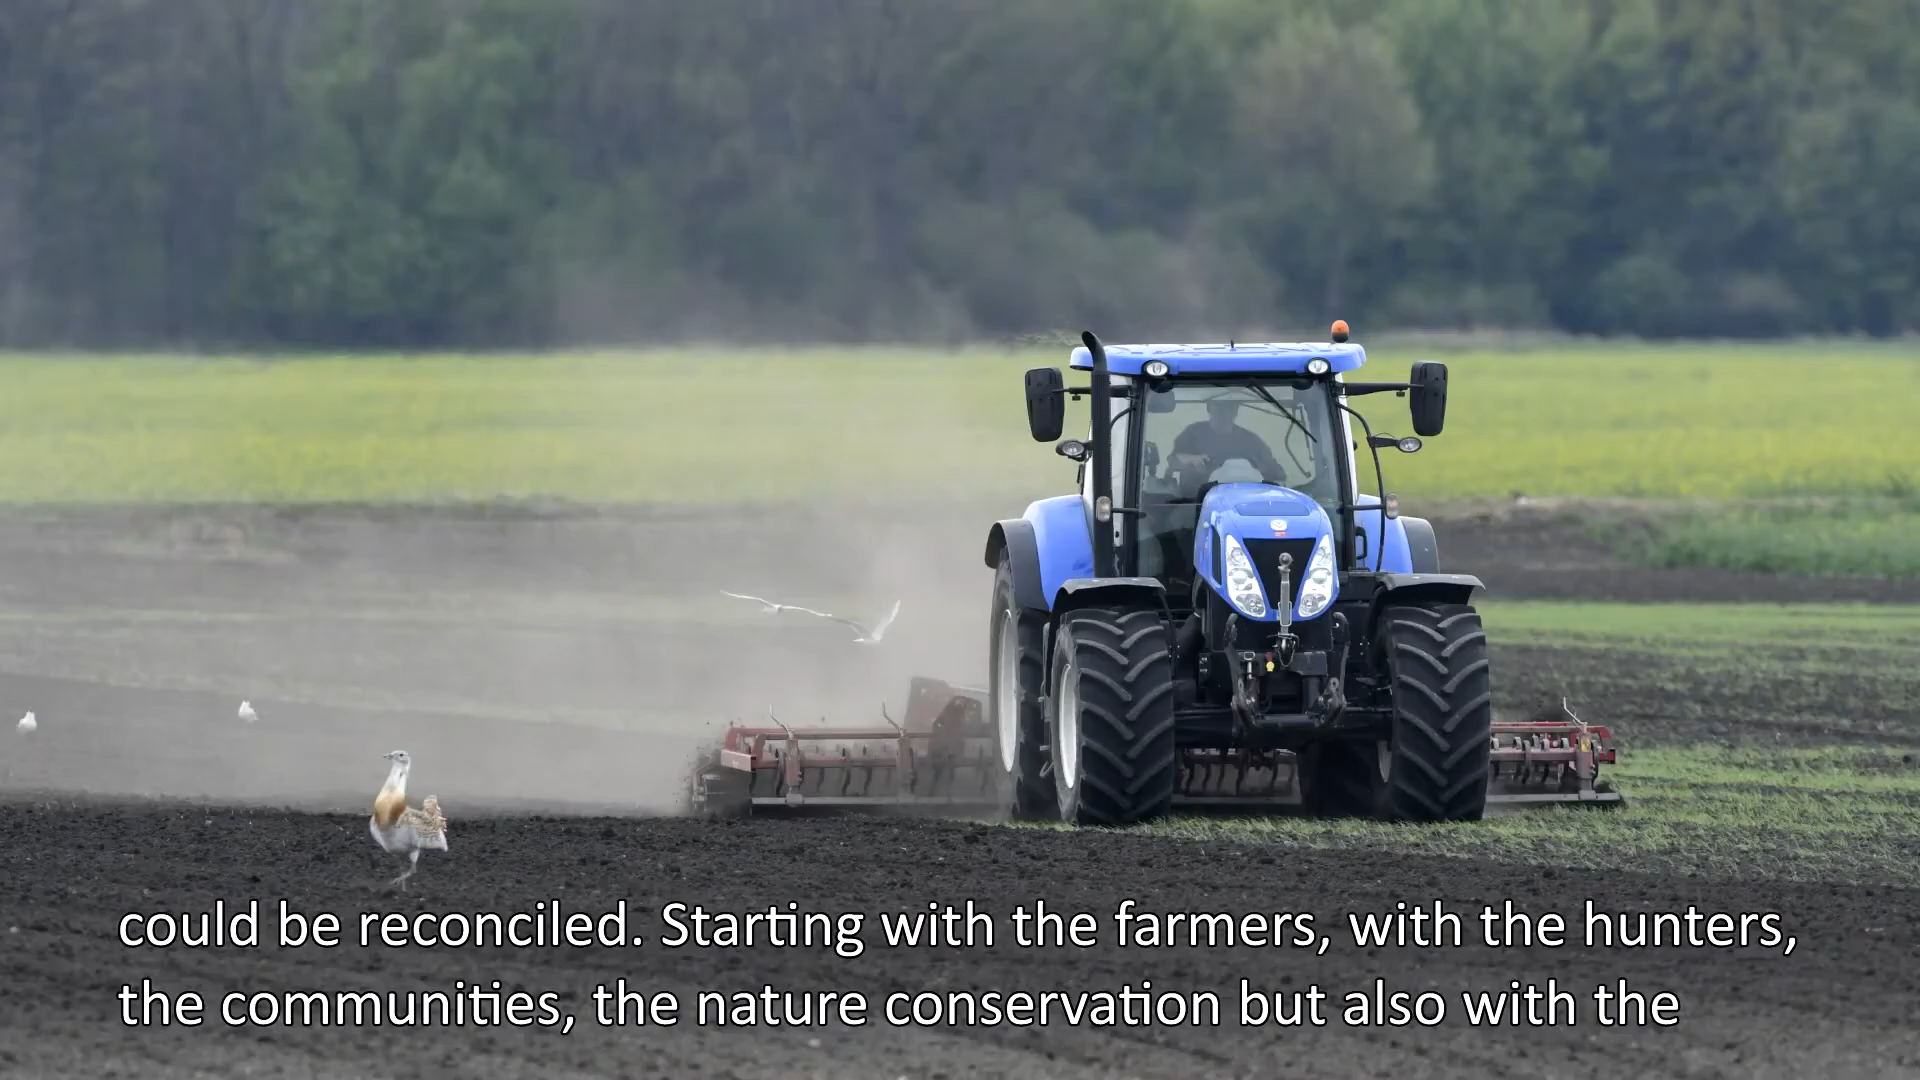 could be reconciled. Starting with the farmers, with the hunters,
the communities, the nature conservation but also with the